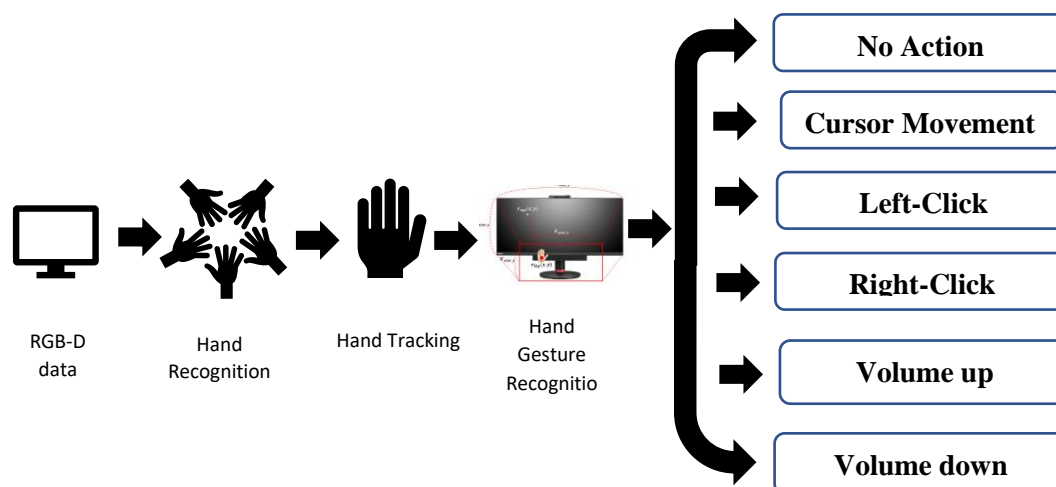 No Action
Cursor Movement
Left-Click
Right-Click
Volume up
Volume down
RGB-D
data
Hand
Recognition
Hand Tracking
Hand
Gesture
Recognitio